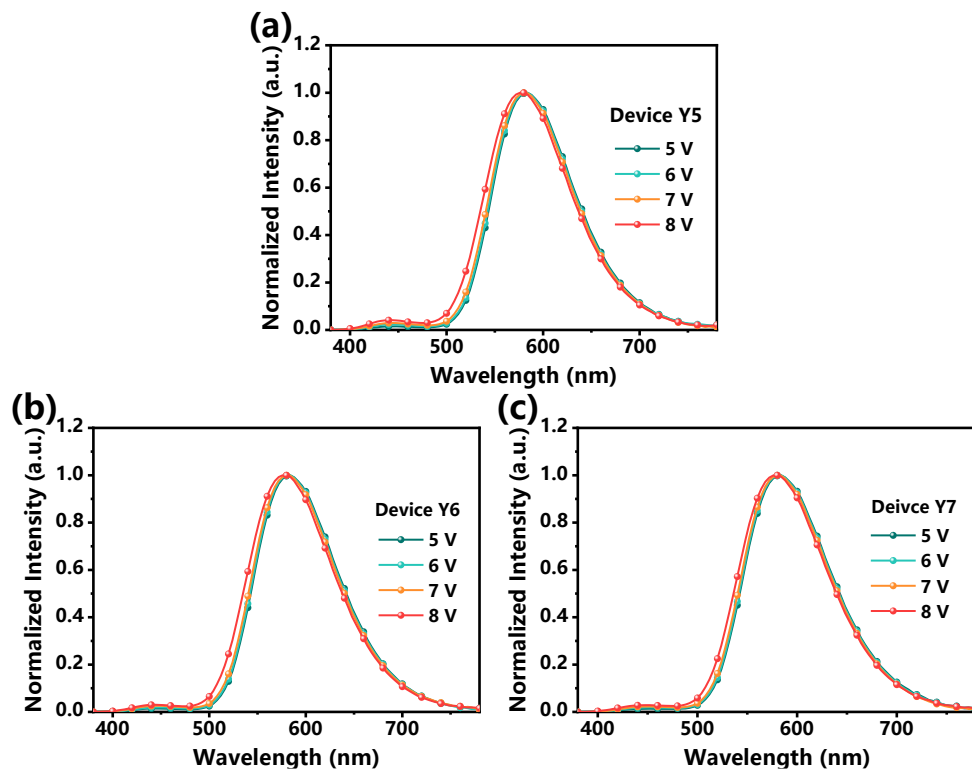 (a)
1.2
1.0
0.8
0.6
0.4
0.2
0.0
Normalized Intensity (a.u.)
Device Y5
5 V
6 V
7 V
8 V
400
500
600
700
Wavelength (nm)
(b)
1.2
1.0
0.8
0.6
0.4
0.2
0.0
Normalized Intensity (a.u.)
Device Y6
5 V
6 V
7 V
8 V
400
500
600
700
Wavelength (nm)
(c)
1.2
1.0
0.8
0.6
0.4
0.2
0.0
Normalized Intensity (a.u.)
Deivce Y7
5 V
6 V
7 V
8 V
400
500
600
700
Wavelength (nm)